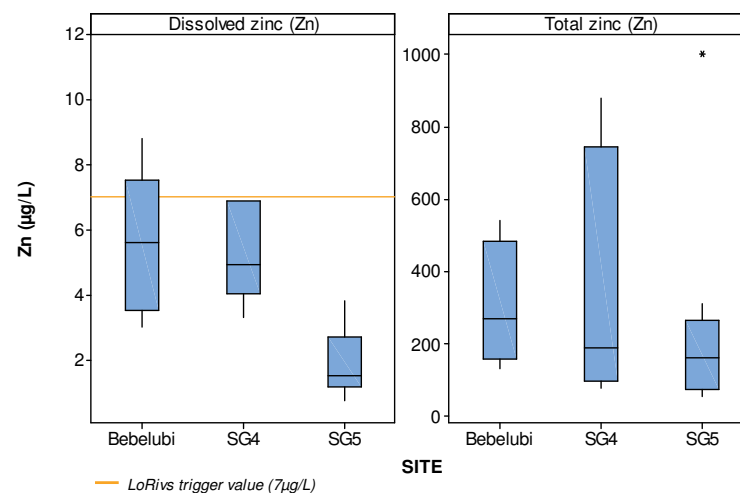 Dissolved zinc (Zn)
Total zinc (Zn)
Zn (µg/L)
12
10
8
6
4
2
1000
800
600
400
200
0
Bebelubi SG4 SG5
Bebelubi SG4 SG5
SITE
LoRivs trigger value (7µg/L)